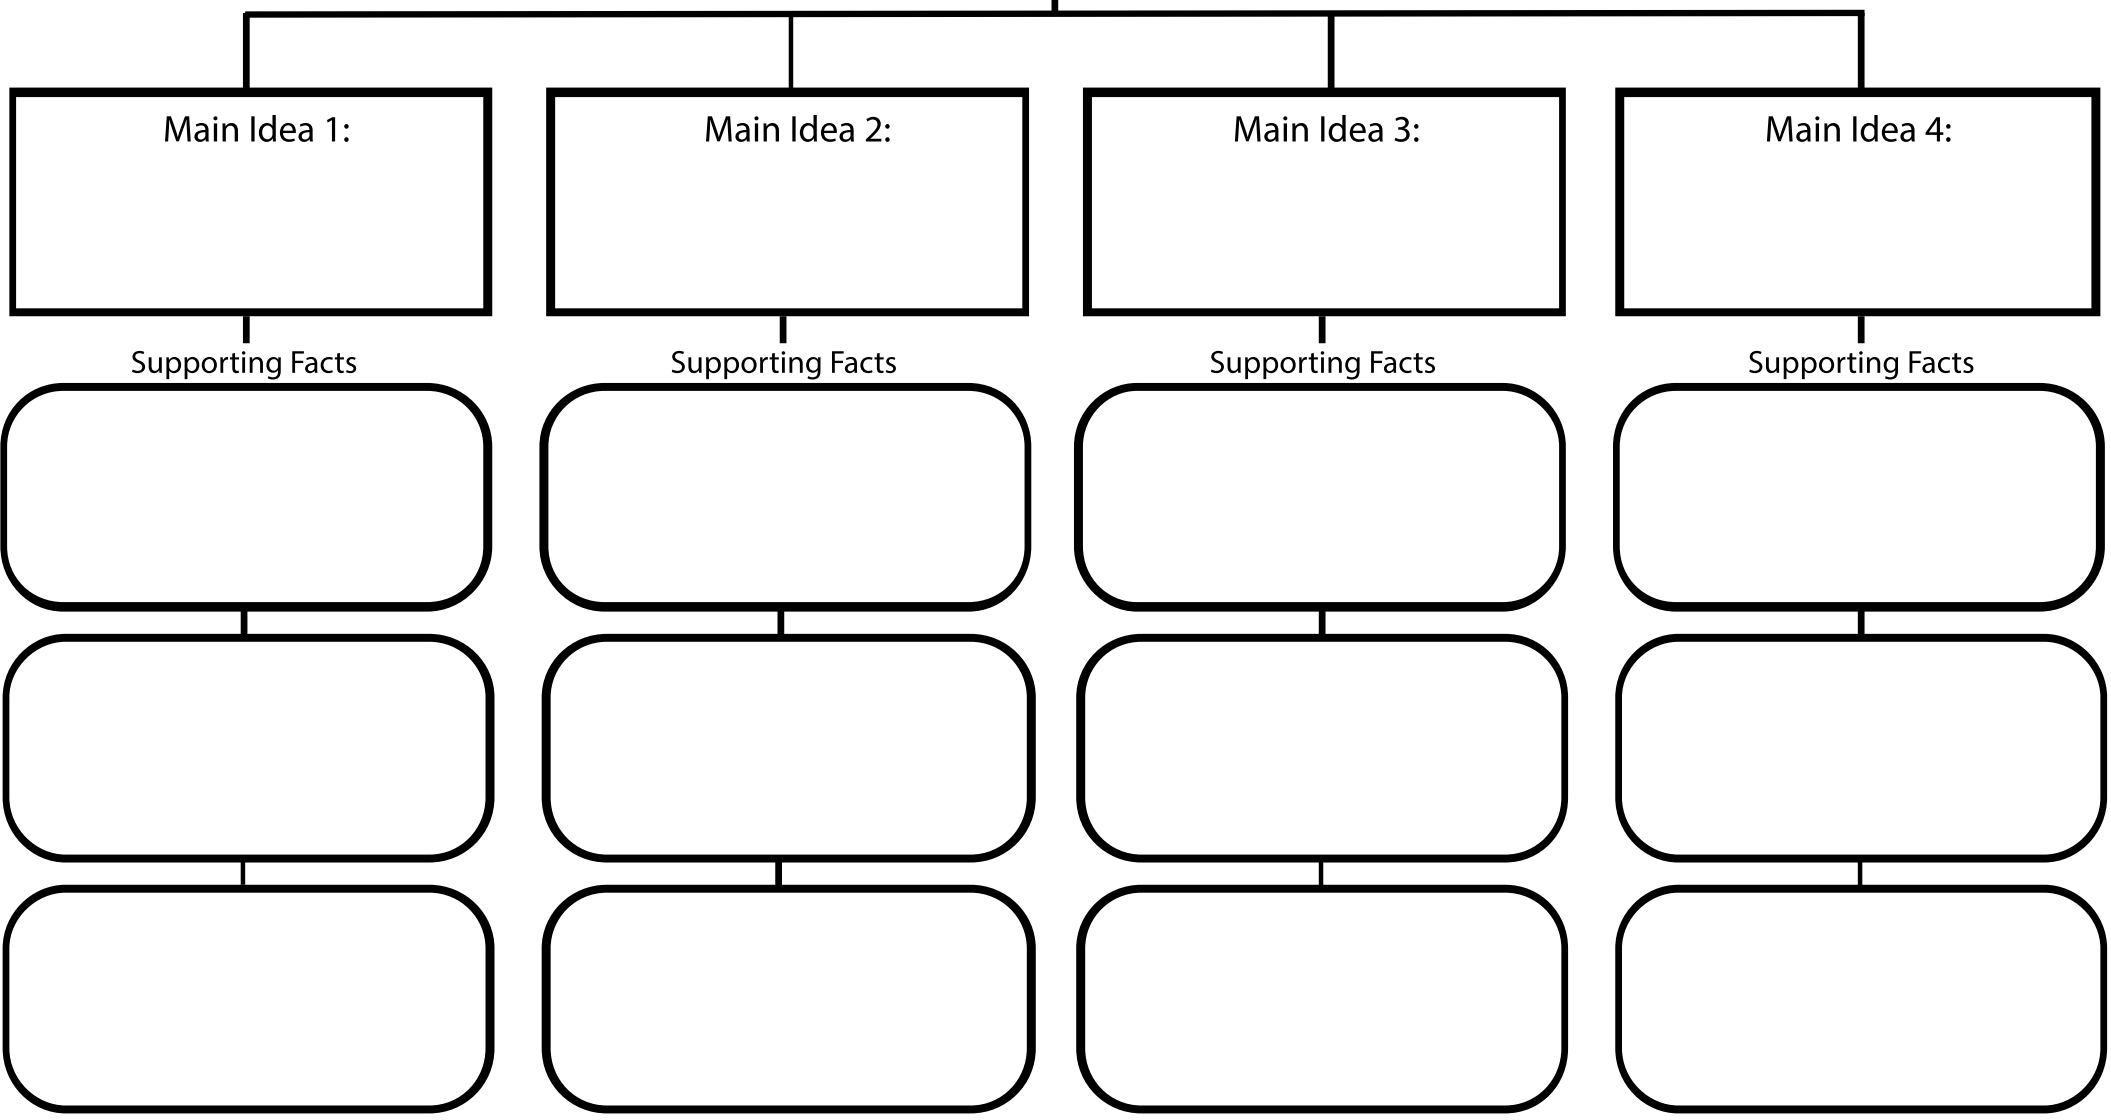 Main Idea 1:
Main Idea 2:
Main Idea 3:
Main Idea 4:
Supporting Facts
Supporting Facts
Supporting Facts
Supporting Facts